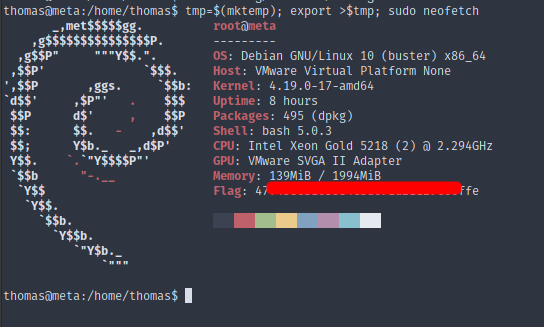 thomas@meta:/home/thomas$ tmp=$(mktemp); export >$tmp; sudo neofetch
_,met$$$$$gg. root@meta
,g$$$$$$$$$$$$$$$P. ---------
,g$$P" """Y$$.". OS: Debian GNU/Linux 10 (buster) x86_64
,$$P' `$$$. Host: VMware Virtual Platform None
',$$P ,ggs. `$$b: Kernel: 4.19.0-17-amd64
`d$$' ,$P"' . $$$ Uptime: 8 hours
$$P d$' , $$P Packages: 495 (dpkg)
$$: $$. - ,d$$' Shell: bash 5.0.3
$$; Y$b._ _,d$P' CPU: Intel Xeon Gold 5218 (2) @ 2.294GHz
Y$$. `.`"Y$$$$P"' GPU: VMware SVGA II Adapter
`$$b "-.__ Memory: 139MiB / 1994MiB
`Y$$ Flag: 47 ffe
`Y$$.
`$$b.
`Y$$b.
`"Y$b._
`"""
thomas@meta:/home/thomas$